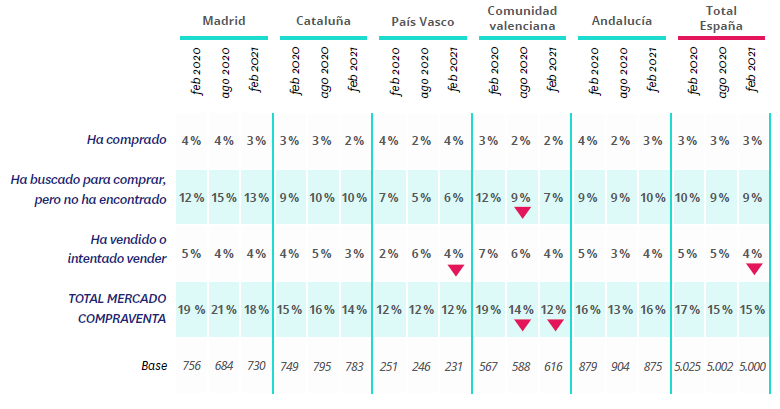 Madrid Cataluña País Vasco Comunidad valenciana Andalucía Total España
feb 2020 ago 2020 feb 2021 feb 2020 ago 2020 feb 2021 feb 2020 ago 2020 feb 2021 feb 2020 ago 2020 feb 2021 feb 2020 ago 2020 feb 2021 feb 2020 ago 2020 feb 2021
Ha comprado 4% 4% 3% 3% 3% 2% 4% 2% 4% 3% 2% 2% 4% 2% 3% 3% 3% 3%
Ha buscado para comprar,
pero no ha encontrado 12% 15% 13% 9% 10% 10% 7% 5% 6% 12% 9% 7% 9% 9% 10% 10% 9% 9%
Ha vendido o
intentado vender 5% 4% 4% 4% 5% 3% 2% 6% 4% 7% 6% 4% 5% 3% 4% 5% 5% 4%
TOTAL MERCADO
COMPRAVENTA 19% 21% 18% 15% 16% 14% 12% 12% 12% 19% 14% 12% 16% 13% 16% 17% 15% 15%
Base 756 684 730 749 795 783 251 246 231 567 588 616 879 904 875 5.025 5.002 5.000